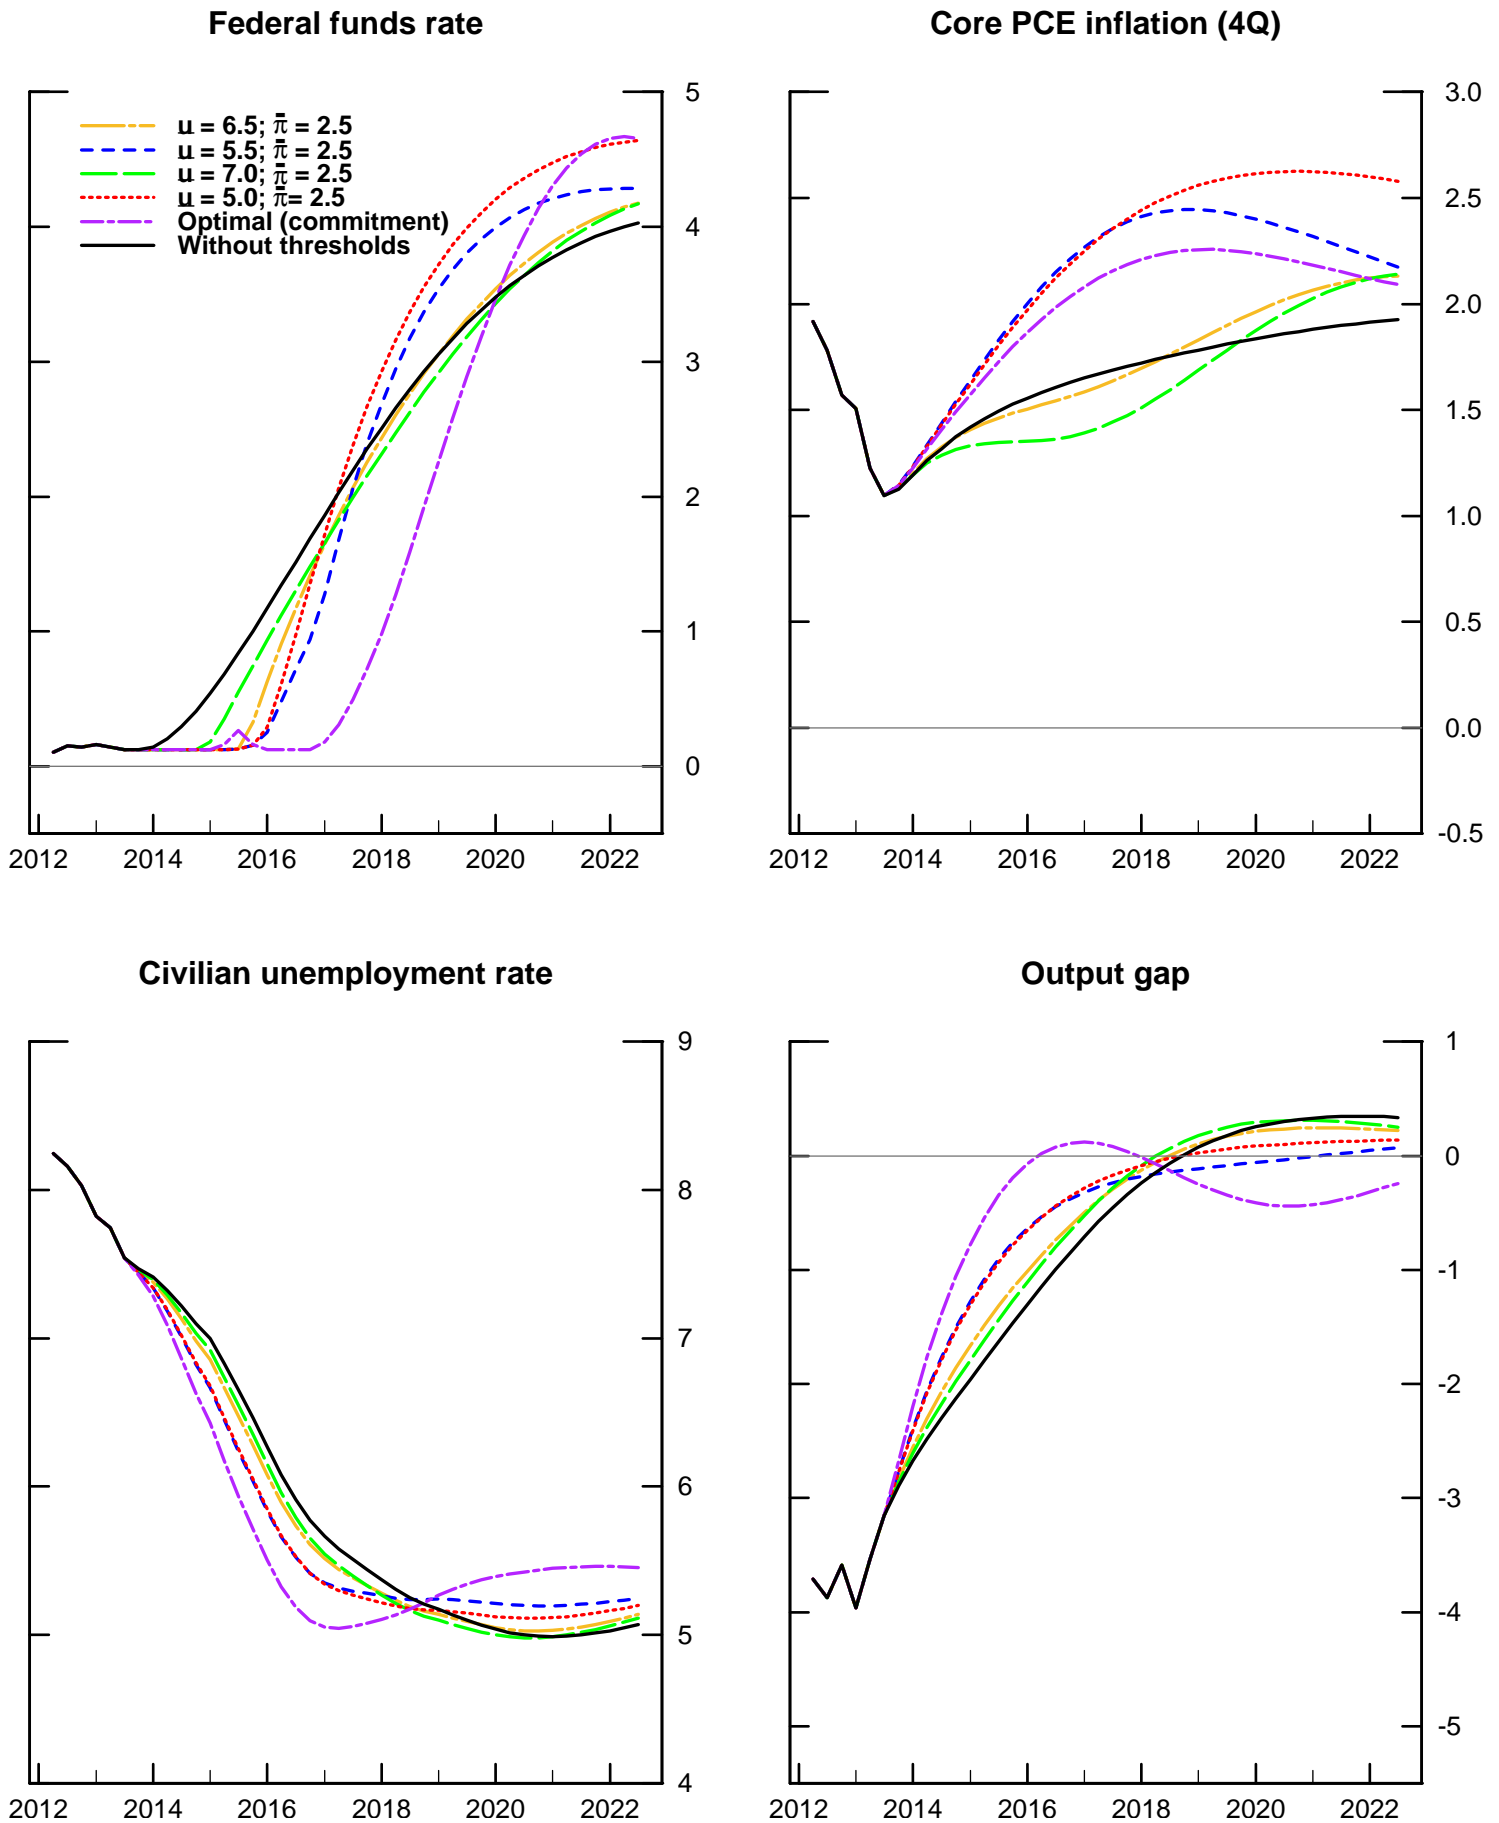 Federal funds rate
5
4
3
2
1
0
μ = 6.5; π̄ = 2.5
μ = 5.5; π̄ = 2.5
μ = 7.0; π̄ = 2.5
μ = 5.0; π̄= 2.5
Optimal (commitment)
Without thresholds
2012 2014 2016 2018 2020 2022
Core PCE inflation (4Q)
3.0
2.5
2.0
1.5
1.0
0.5
0.0
-0.5
2012 2014 2016 2018 2020 2022
Civilian unemployment rate
9
8
7
6
5
4
2012 2014 2016 2018 2020 2022
Output gap
1
0
-1
-2
-3
-4
-5
2012 2014 2016 2018 2020 2022